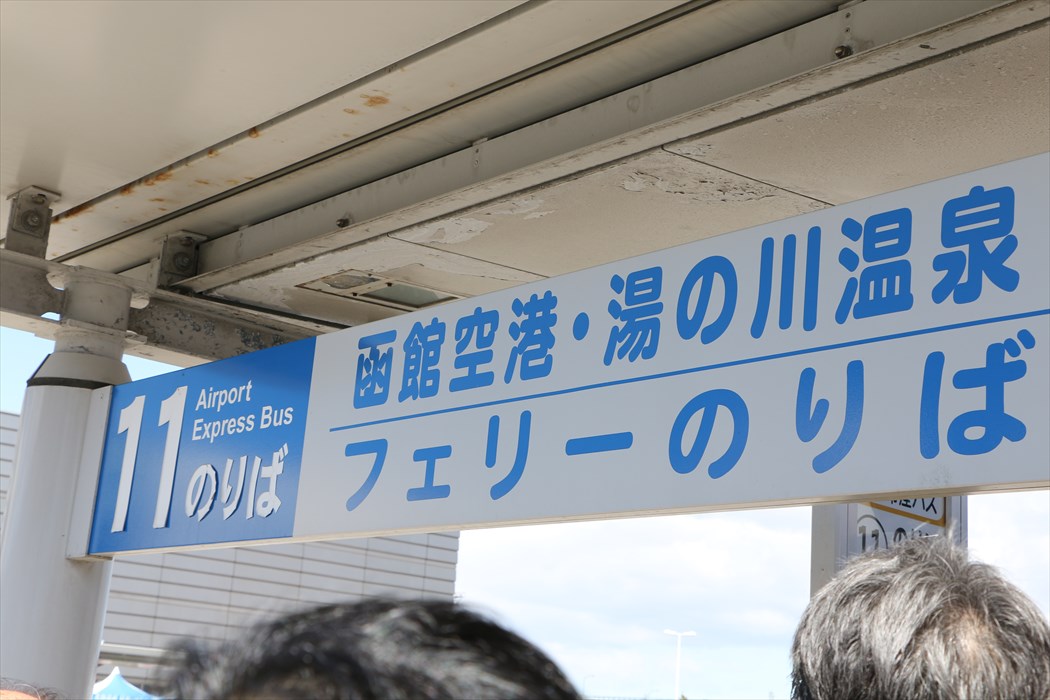 11
Airport
Express Bus
のりば
函館空港・湯の川温泉
フェリーのりば
11